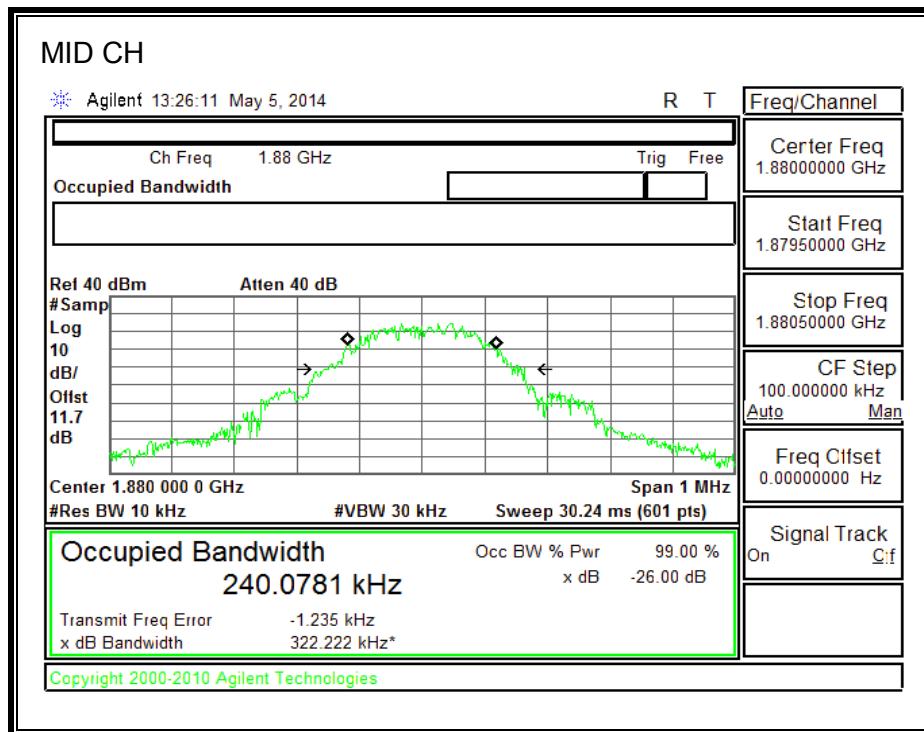 MID CH
Agilent 13:26:11 May 5, 2014 R T
Freq/Channel
Ch Freq 1.88 GHz Trig Free
Occupied Bandwidth
Center Freq
1.88000000 GHz
Start Freq
1.87950000 GHz
Stop Freq
1.88050000 GHz
CF Step
100.000000 kHz
Auto Man
Freq Offset
0.00000000 Hz
Signal Track
On Off
Ref 40 dBm Atten 40 dB
#Samp
Log
10
dB/
Offst
11.7
dB
Center 1.880 000 0 GHz Span 1 MHz
#Res BW 10 kHz #VBW 30 kHz Sweep 30.24 ms (601 pts)
Occupied Bandwidth Occ BW % Pwr 99.00 %
240.0781 kHz x dB -26.00 dB
Transmit Freq Error -1.235 kHz
x dB Bandwidth 322.222 kHz*
Copyright 2000-2010 Agilent Technologies